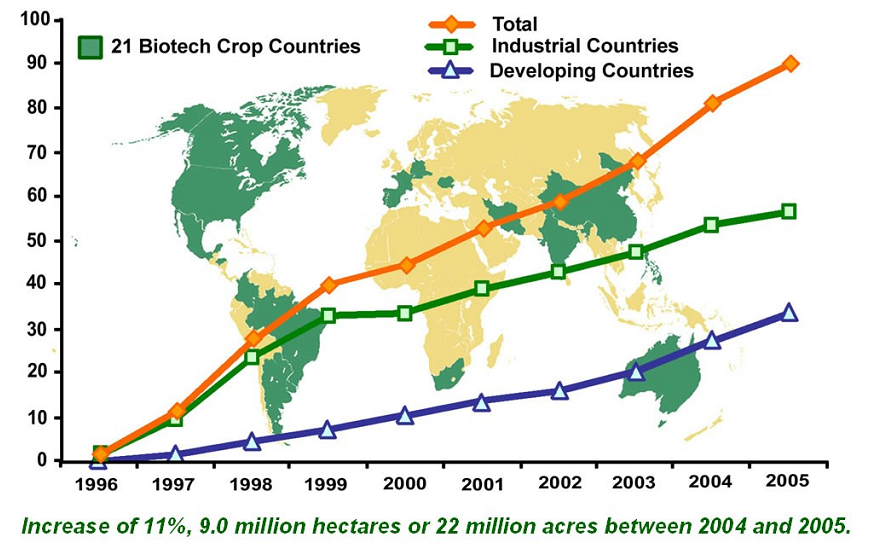 100
90
80
70
60
50
40
30
20
10
0
21 Biotech Crop Countries
Total
Industrial Countries
Developing Countries
1996 1997 1998 1999 2000 2001 2002 2003 2004 2005
Increase of 11%, 9.0 million hectares or 22 million acres between 2004 and 2005.